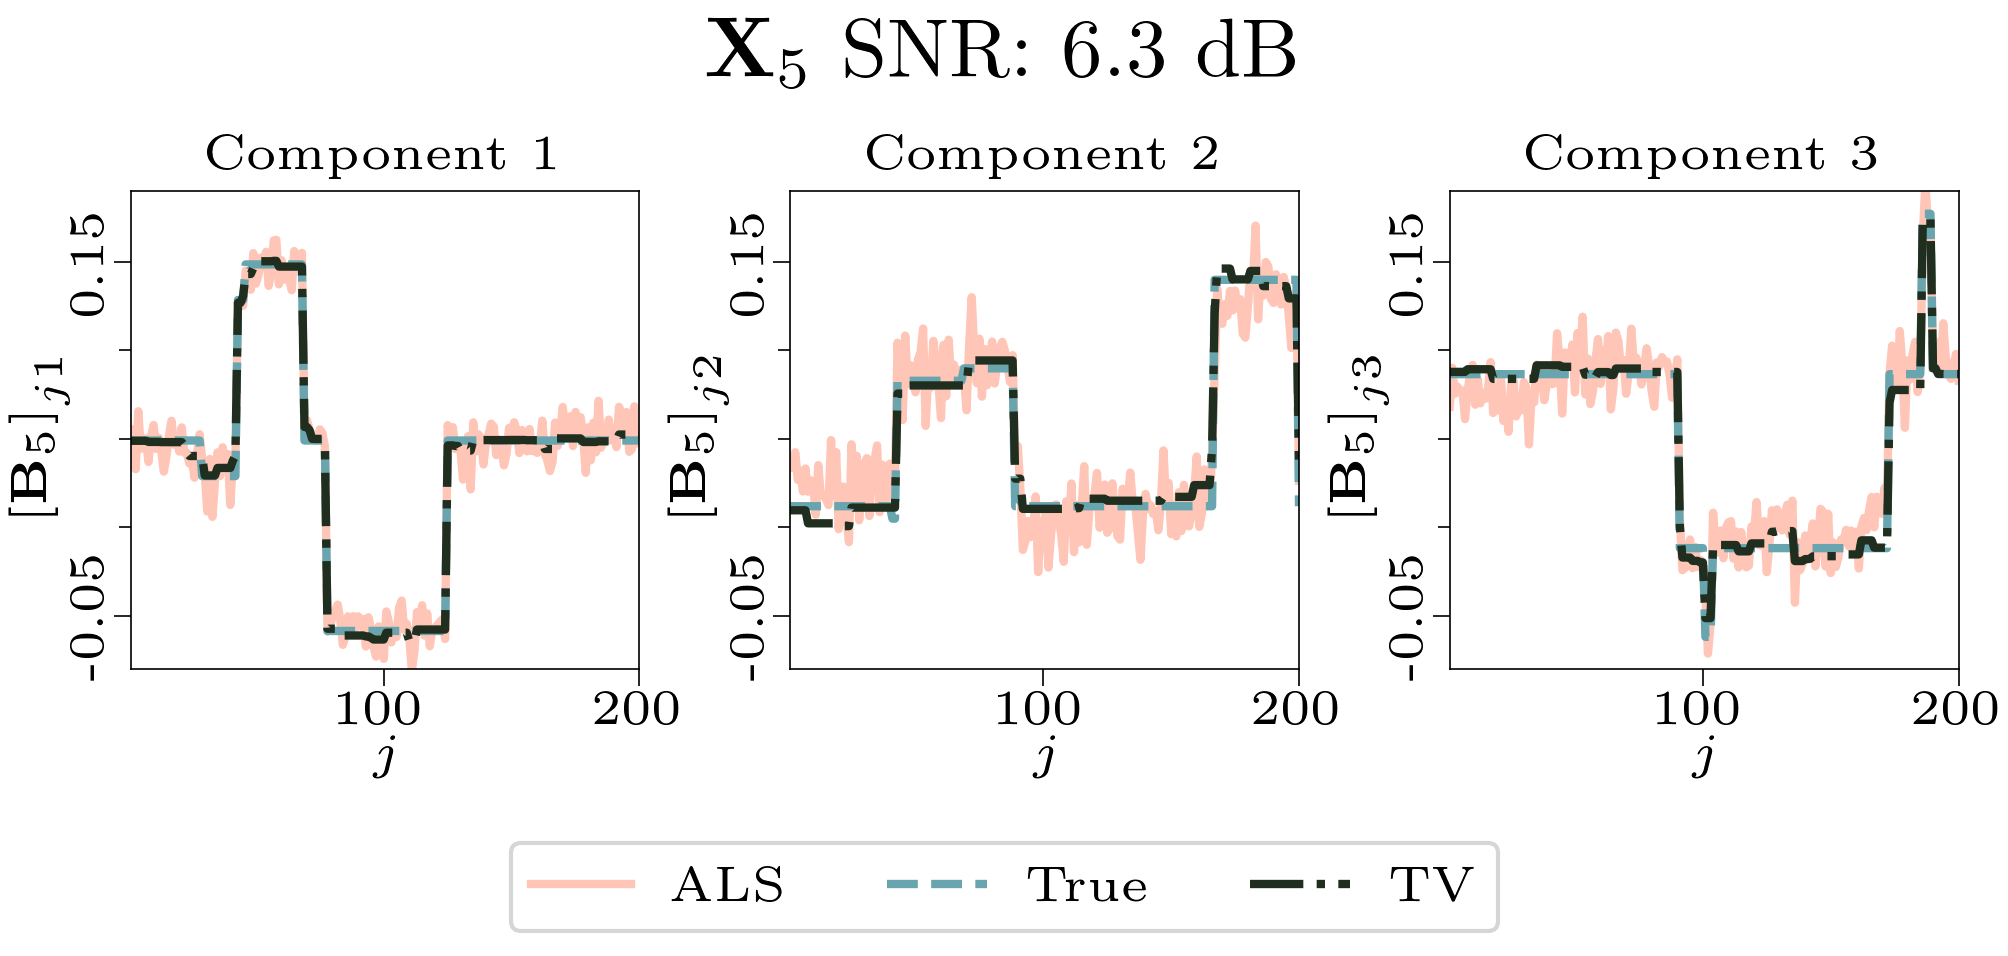 X₅ SNR: 6.3 dB
Component 1 Component 2 Component 3
0.15 0.15 0.15
[B₅]ⱼ₁ [B₅]ⱼ₂ [B₅]ⱼ₃
-0.05 -0.05 -0.05
100 200 100 200 100 200
j j j
ALS True TV